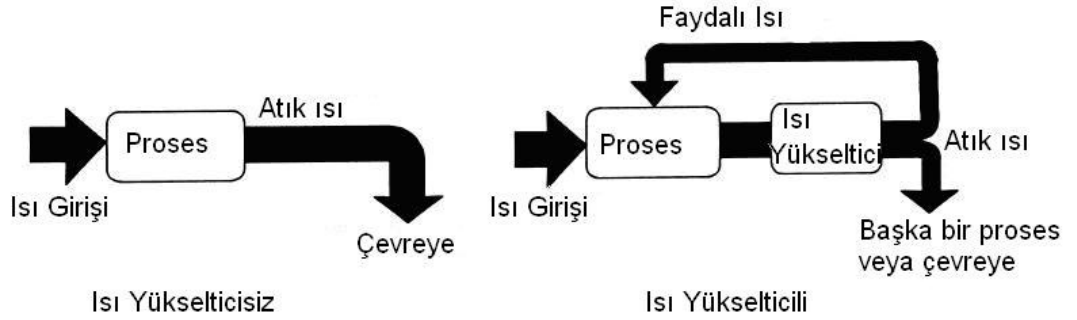 Atık ısı
Proses
Isı Girişi
Çevreye
Isı Yükselticisiz
Faydalı Isı
Proses
Isı
Yükseltici
Atık ısı
Isı Girişi
Başka bir proses
veya çevreye
Isı Yükselticili